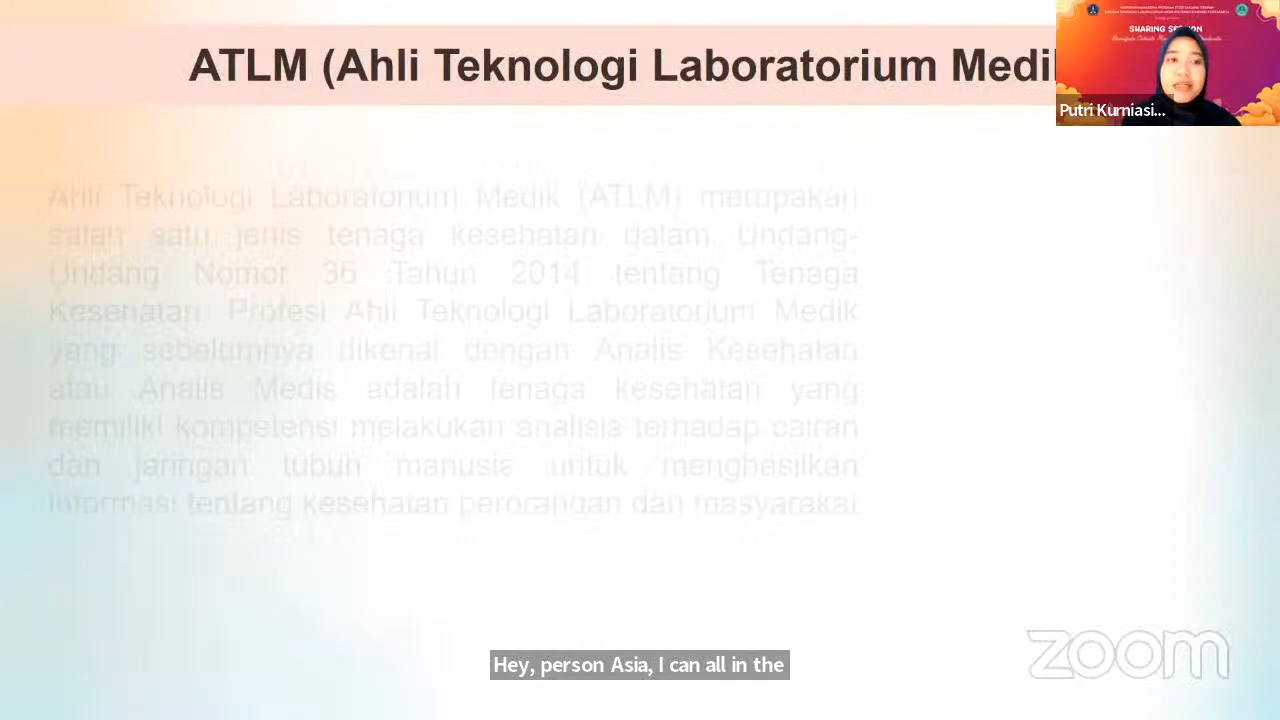 ATLM (Ahli Teknologi Laboratorium Medik
SHARING SESSION
Putri Kurniasi...
Ahli Teknologi Laboratorium Medik (ATLM) merupakan
salah satu jenis tenaga kesehatan dalam Undang-
Undang Nomor 36 Tahun 2014 tentang Tenaga
Kesehatan. Profesi Ahli Teknologi Laboratorium Medik
yang sebelumnya dikenal dengan Analis Kesehatan
atau Analis Medis adalah tenaga kesehatan yang
memiliki kompetensi melakukan analisis terhadap cairan
dan jaringan tubuh manusia untuk menghasilkan
informasi tentang kesehatan perorangan dan masyarakat
zoom
Hey, person Asia, I can all in the